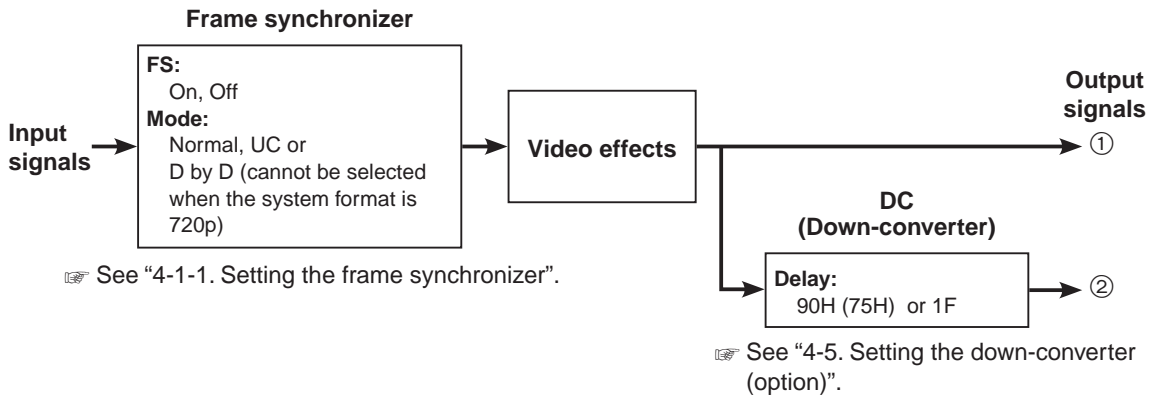 Frame synchronizer
Input
signals
FS:
On, Off
Mode:
Normal, UC or
D by D (cannot be selected
when the system format is
720p)
☞ See “4-1-1. Setting the frame synchronizer”.
Video effects
Output
signals
①
DC
(Down-converter)
Delay:
90H (75H) or 1F
②
☞ See “4-5. Setting the down-converter
(option)”.